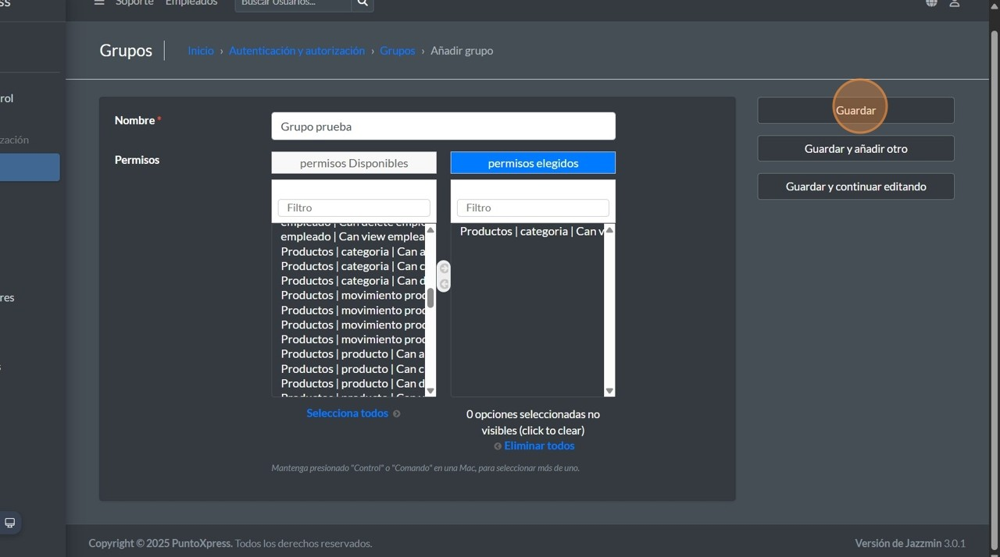 ss
Soporte Empleados Buscar Usuarios...
Grupos
Inicio › Autenticación y autorización › Grupos › Añadir grupo
rol
zación
res
s
Nombre *
Grupo prueba
Permisos
permisos Disponibles
Filtro
empleado | Can delete emple
empleado | Can view emplea
Productos | categoria | Can a
Productos | categoria | Can c
Productos | categoria | Can d
Productos | movimiento prod
Productos | movimiento prod
Productos | movimiento prod
Productos | movimiento prod
Productos | producto | Can a
Productos | producto | Can c
Productos | producto | Can d
Productos | producto | Can v
Selecciona todos
permisos elegidos
Filtro
Productos | categoria | Can v
0 opciones seleccionadas no
visibles (click to clear)
Eliminar todos
Mantenga presionado "Control" o "Comando" en una Mac, para seleccionar más de uno.
Guardar
Guardar y añadir otro
Guardar y continuar editando
Copyright © 2025 PuntoXpress. Todos los derechos reservados.
Versión de Jazzmin 3.0.1